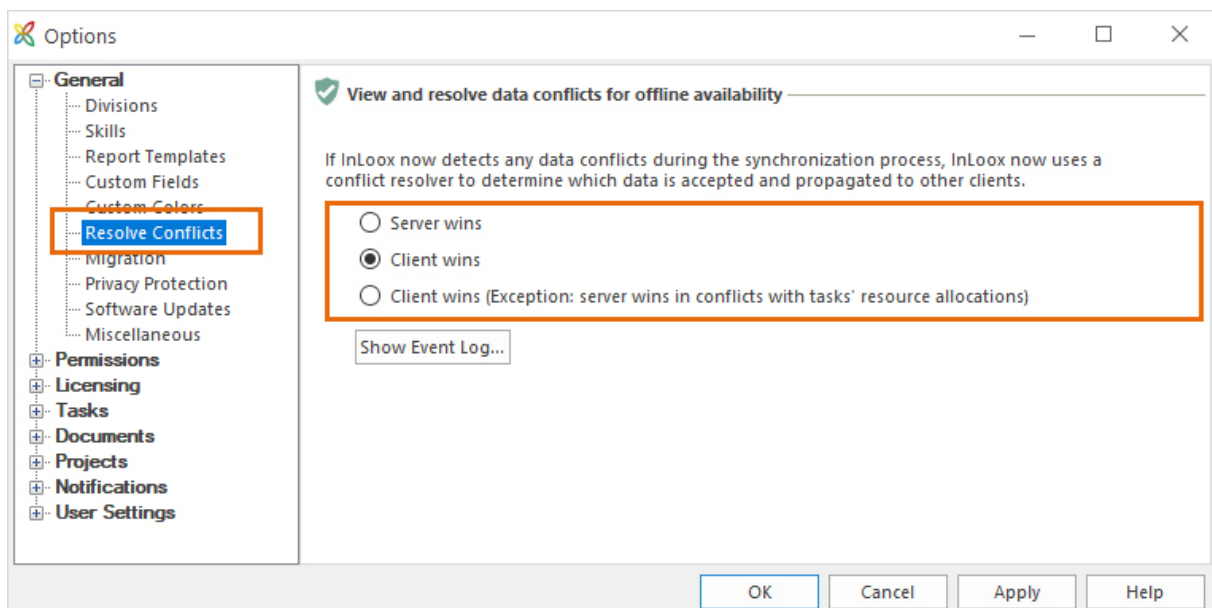 Options
General
Divisions
Skills
Report Templates
Custom Fields
Custom Colors
Resolve Conflicts
Migration
Privacy Protection
Software Updates
Miscellaneous
Permissions
Licensing
Tasks
Documents
Projects
Notifications
User Settings
View and resolve data conflicts for offline availability
If InLoox now detects any data conflicts during the synchronization process, InLoox now uses a
conflict resolver to determine which data is accepted and propagated to other clients.
Server wins
Client wins
Client wins (Exception: server wins in conflicts with tasks' resource allocations)
Show Event Log...
OK
Cancel
Apply
Help